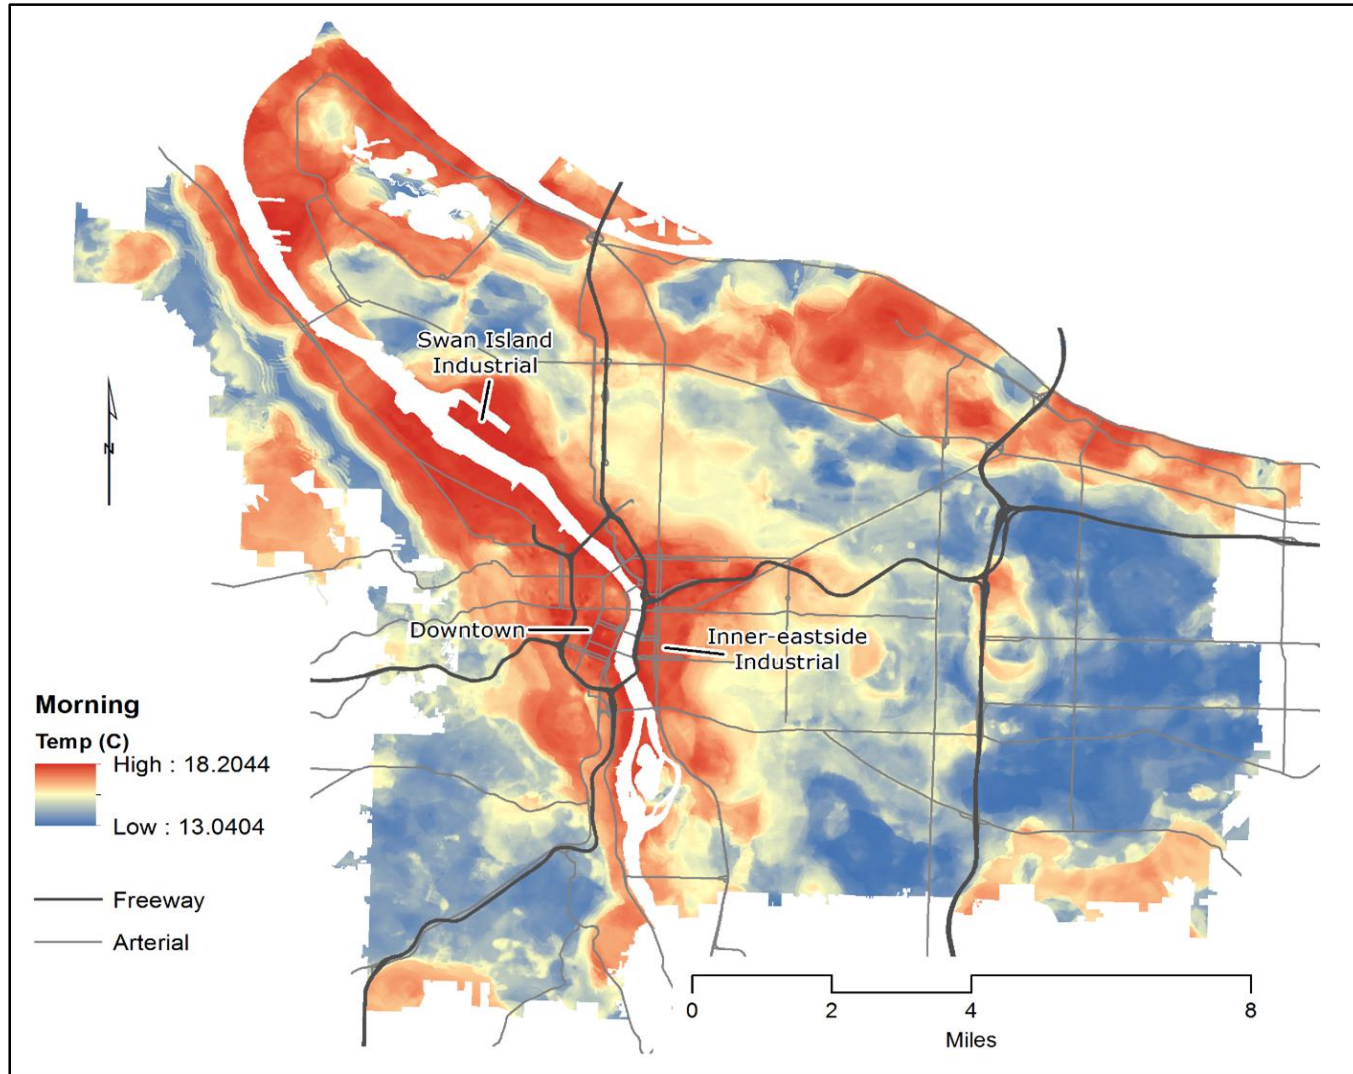 Swan Island
Industrial
N
Downtown
Inner-eastside
Industrial
Morning
Temp (C)
High : 18.2044
Low : 13.0404
Freeway
Arterial
0 2 4 8
Miles